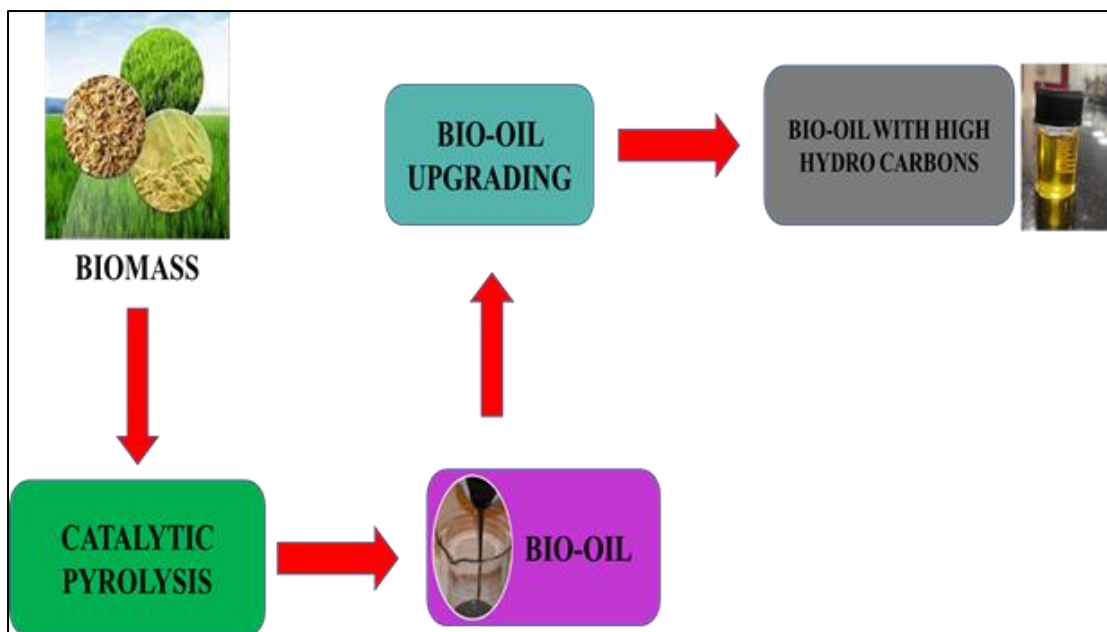 BIOMASS
CATALYTIC
PYROLYSIS
BIO-OIL
BIO-OIL
UPGRADING
BIO-OIL WITH HIGH
HYDRO CARBONS